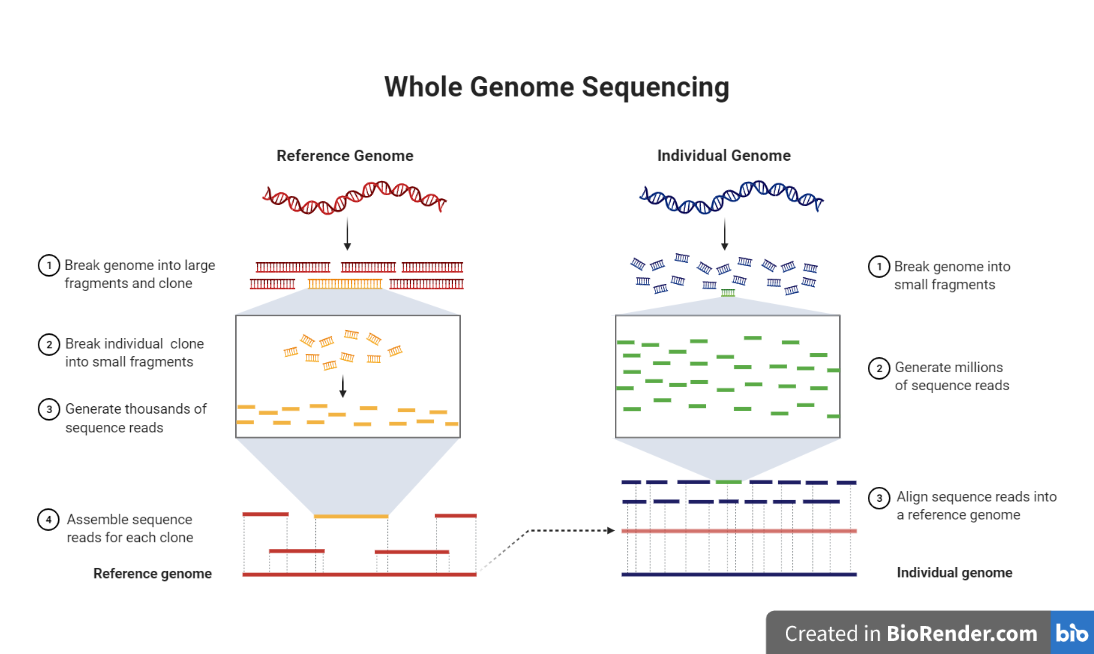 Whole Genome Sequencing
Reference Genome
1
Break genome into large
fragments and clone
2
Break individual clone
into small fragments
3
Generate thousands of
sequence reads
4
Assemble sequence
reads for each clone
Reference genome
Individual Genome
1
Break genome into
small fragments
2
Generate millions
of sequence reads
3
Align sequence reads into
a reference genome
Individual genome
Created in BioRender.com bio